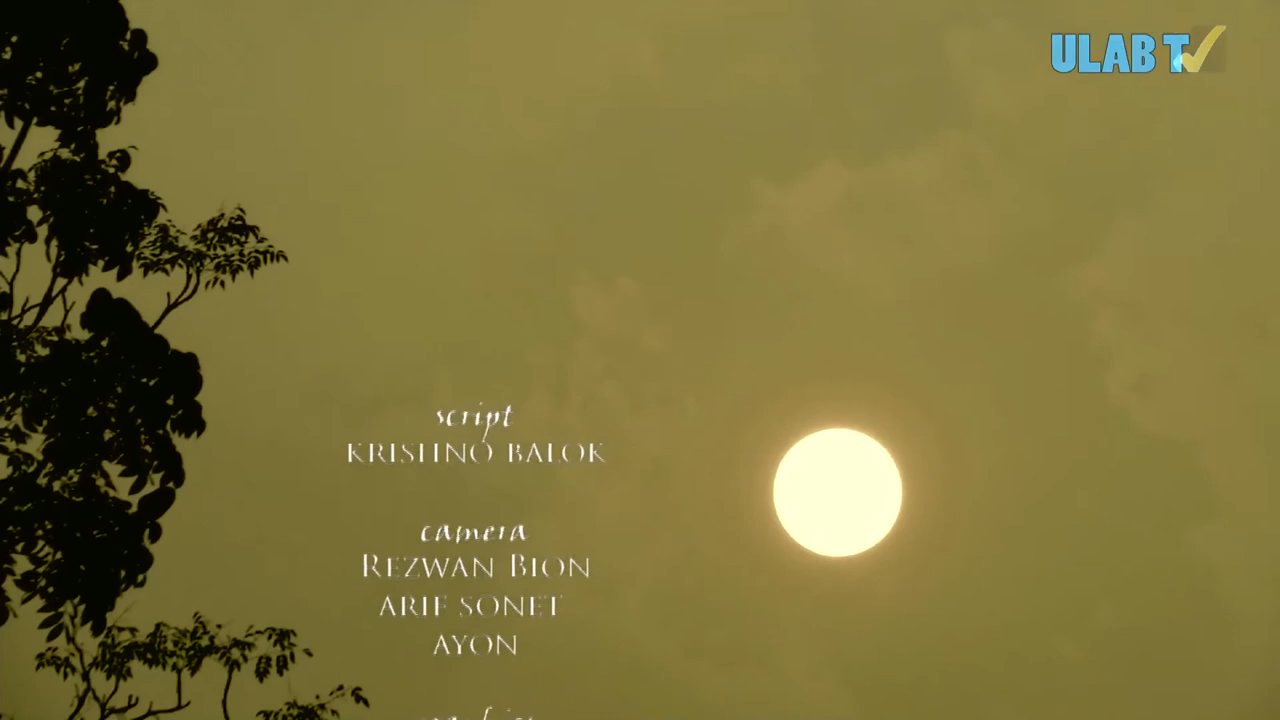 ULAB TV
script
KRISHNO BALOK
camera
REZWAN BION
ARIF SONET
AYON